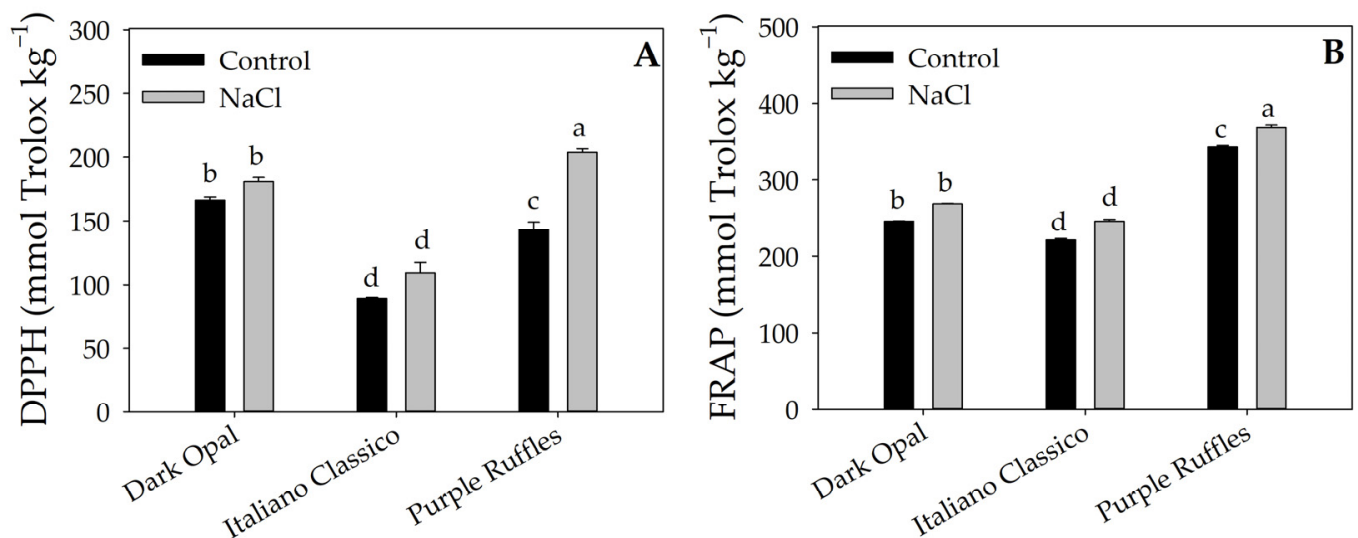 DPPH (mmol Trolox kg⁻¹)
300
250
200
150
100
50
0
Control
NaCl
A
b
b
d
d
c
a
Dark Opal
Italiano Classico
Purple Ruffles
FRAP (mmol Trolox kg⁻¹)
500
400
300
200
100
0
Control
NaCl
B
b
b
d
d
c
a
Dark Opal
Italiano Classico
Purple Ruffles